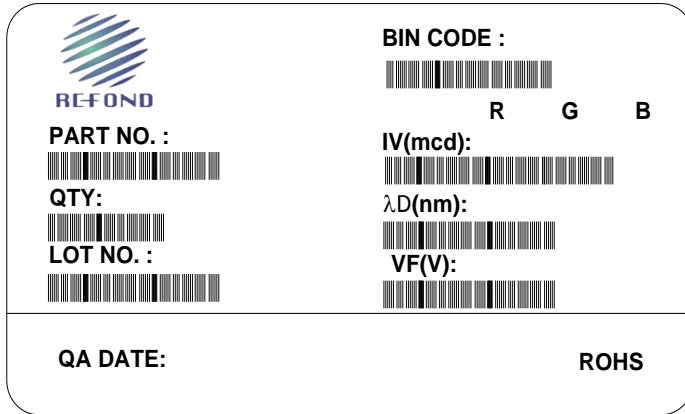 REFOND
PART NO. :
QTY:
LOT NO. :
BIN CODE :
R G B
IV(mcd):
λD(nm):
VF(V):
QA DATE:
ROHS